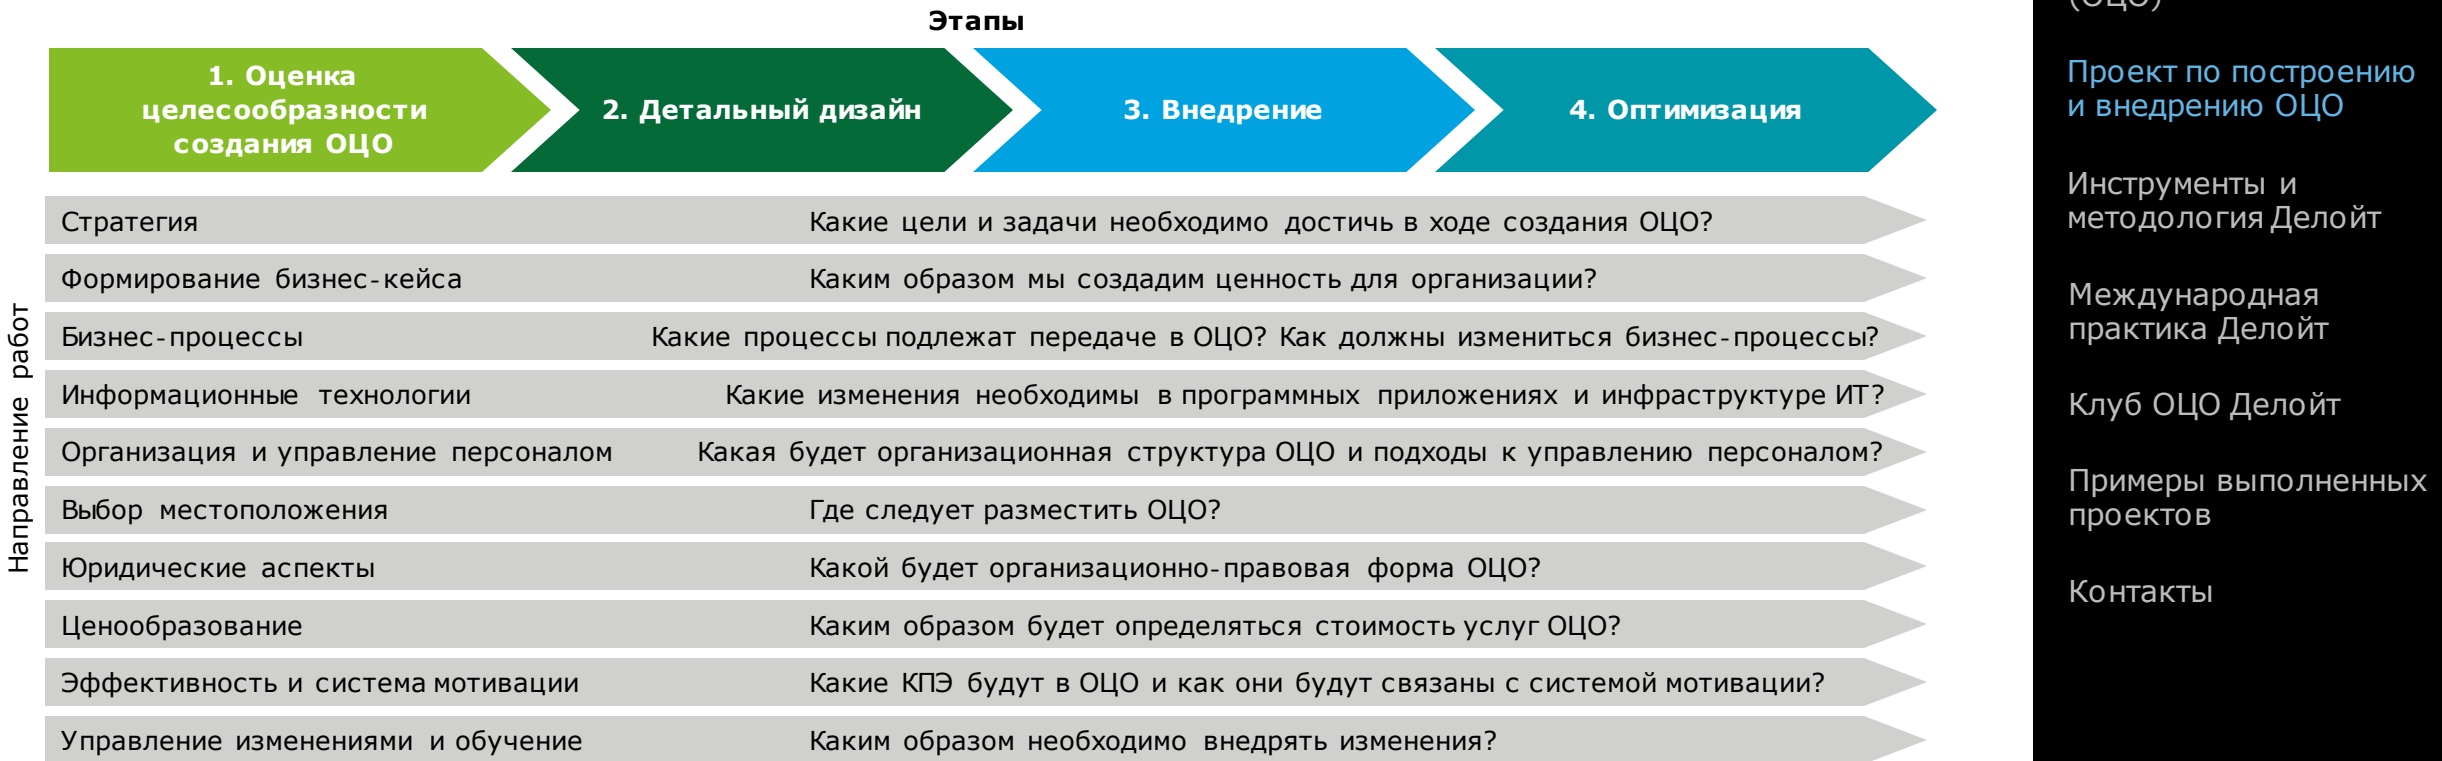 Этапы
1. Оценка
целесообразности
создания ОЦО
2. Детальный дизайн
3. Внедрение
4. Оптимизация
Направление работ
Стратегия Какие цели и задачи необходимо достичь в ходе создания ОЦО?
Формирование бизнес-кейса Каким образом мы создадим ценность для организации?
Бизнес-процессы Какие процессы подлежат передаче в ОЦО? Как должны измениться бизнес-процессы?
Информационные технологии Какие изменения необходимы в программных приложениях и инфраструктуре ИТ?
Организация и управление персоналом Какая будет организационная структура ОЦО и подходы к управлению персоналом?
Выбор местоположения Где следует разместить ОЦО?
Юридические аспекты Какой будет организационно-правовая форма ОЦО?
Ценообразование Каким образом будет определяться стоимость услуг ОЦО?
Эффективность и система мотивации Какие КПЭ будут в ОЦО и как они будут связаны с системой мотивации?
Управление изменениями и обучение Каким образом необходимо внедрять изменения?
(ОЦО)
Проект по построению
и внедрению ОЦО
Инструменты и
методология Делойт
Международная
практика Делойт
Клуб ОЦО Делойт
Примеры выполненных
проектов
Контакты